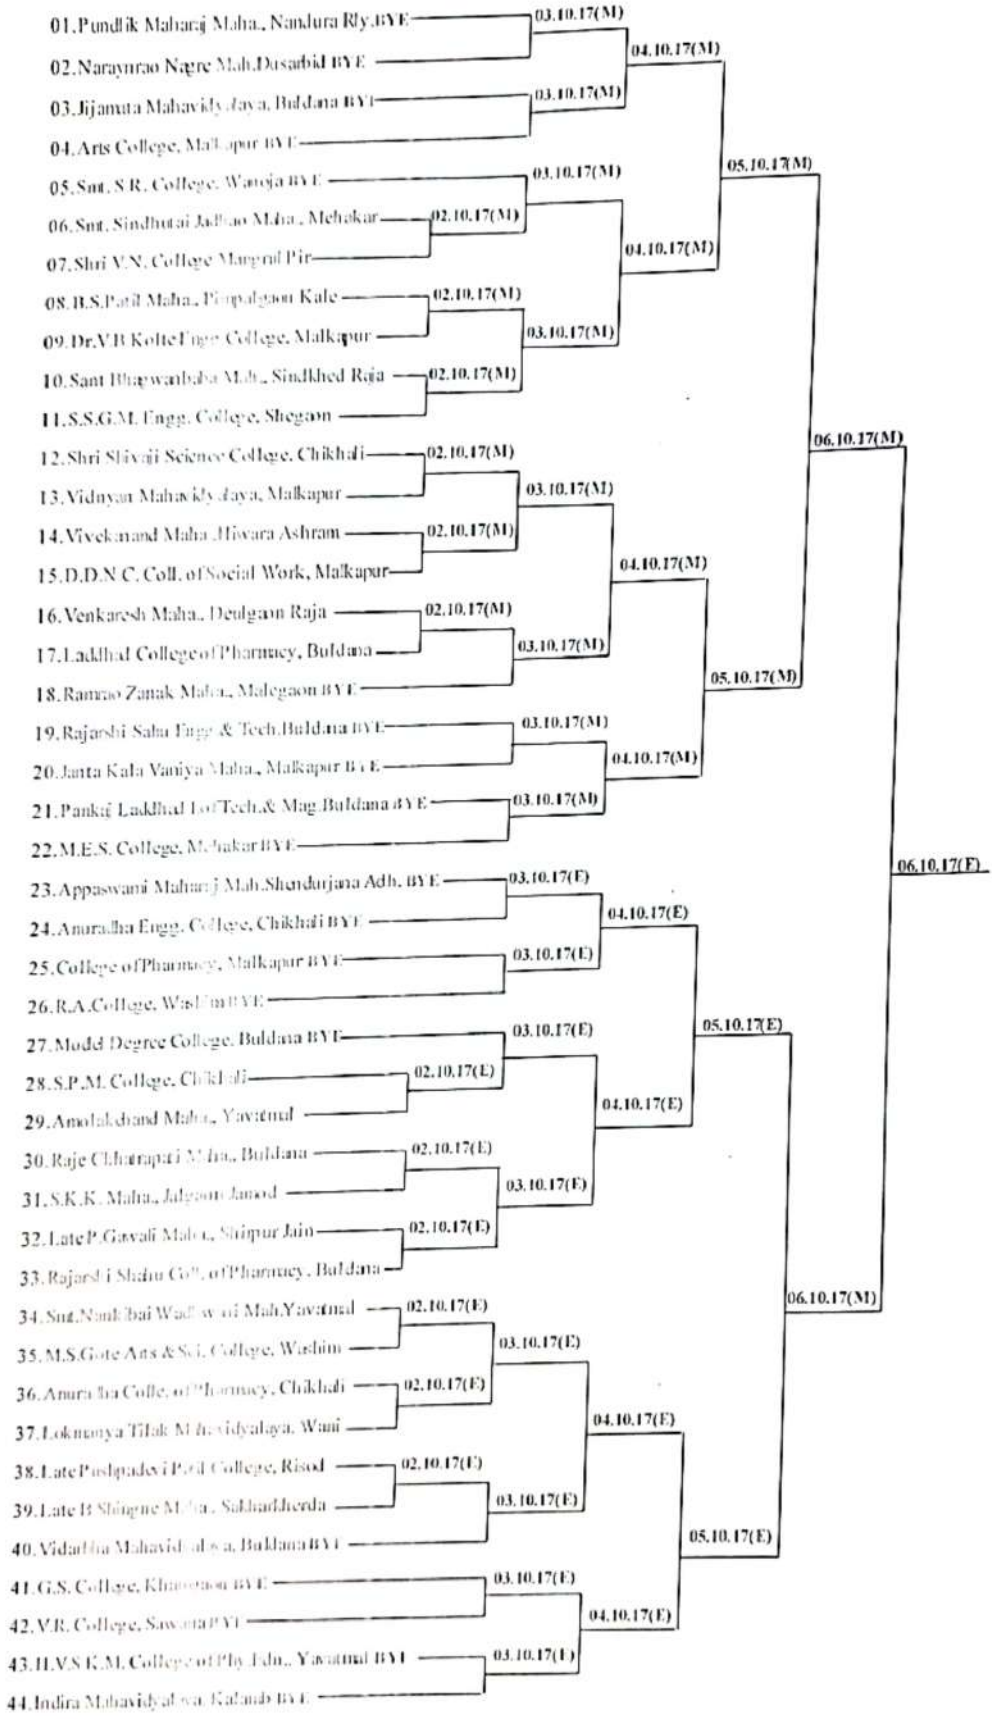 01.Pundlik Maharaj Maha., Nandura Rly.BYE
03.10.17(M)
04.10.17(M)
02.Naraynrao Nagre Mah.Dusarbid BYE
03.Jijamata Mahavidyalaya, Buldana BYE
03.10.17(M)
04.Arts College, Malkapur BYE
05.10.17(M)
05.Smt. S.R. College, Wanoja BYE
03.10.17(M)
06.Smt. Sindhutai Jadhao Maha., Mehakar
02.10.17(M)
07.Shri V.N. College Mangrul Pir
04.10.17(M)
08.B.S.Patil Maha., Pimpalgaon Kale
02.10.17(M)
09.Dr.V.B Kolte Engg College, Malkapur
03.10.17(M)
10.Sant Bhagwanbaba Mah., Sindkhed Raja
02.10.17(M)
11.S.S.G.M. Engg. College, Shegaon
06.10.17(M)
12.Shri Shivaji Science College, Chikhali
02.10.17(M)
13.Vidnyan Mahavidyalaya, Malkapur
03.10.17(M)
14.Vivekanand Maha.,Hiwara Ashram
02.10.17(M)
15.D.D.N C. Coll. of Social Work, Malkapur
04.10.17(M)
16.Venkaresh Maha., Deulgaon Raja
02.10.17(M)
17.Laddhad College of Pharmacy, Buldana
03.10.17(M)
18.Ramrao Zanak Maha., Malegaon BYE
05.10.17(M)
19.Rajarshi Sahu Engg & Tech.Buldana BYE
03.10.17(M)
20.Janta Kala Vaniya Maha., Malkapur BYE
04.10.17(M)
21.Pankaj Laddhad I.of Tech.& Mag.Buldana BYE
03.10.17(M)
22.M.E.S. College, Mehakar BYE
06.10.17(E)
23.Appaswami Maharaj Mah.Shendurjana Adh. BYE
03.10.17(E)
24.Anuradha Engg. College, Chikhali BYE
04.10.17(E)
25.College of Pharmacy, Malkapur BYE
03.10.17(E)
26.R.A.College, Washim BYE
27.Model Degree College, Buldana BYE
03.10.17(E)
05.10.17(E)
28.S.P.M. College, Chikhali
02.10.17(E)
29.Amolakchand Maha., Yavatmal
04.10.17(E)
30.Raje Chhatrapati Maha., Buldana
02.10.17(E)
31.S.K.K. Maha., Jalgaon Jamod
03.10.17(E)
32.Late P.Gawali Maha., Shirpur Jain
02.10.17(E)
33.Rajarshi Shahu Coll. of Pharmacy, Buldana
06.10.17(M)
34.Smt.Nankibai Wadhwani Mah.Yavatmal
02.10.17(E)
35.M.S.Gote Arts & Sci. College, Washim
03.10.17(E)
36.Anuradha Colle. of Pharmacy, Chikhali
02.10.17(E)
37.Lokmanya Tilak Mahavidyalaya, Wani
04.10.17(E)
38.Late Pushpadevi Patil College, Risod
02.10.17(E)
39.Late B Shingne Maha., Sakharkherda
03.10.17(E)
40.Vidarbha Mahavidyalaya, Buldana BYE
05.10.17(E)
41.G.S. College, Khamgaon BYE
03.10.17(E)
42.V.R. College, Sawana BYE
04.10.17(E)
43.H.V.S K.M. College of Phy.Edn., Yavatmal BYE
03.10.17(E)
44.Indira Mahavidyalaya, Kalamb BYE